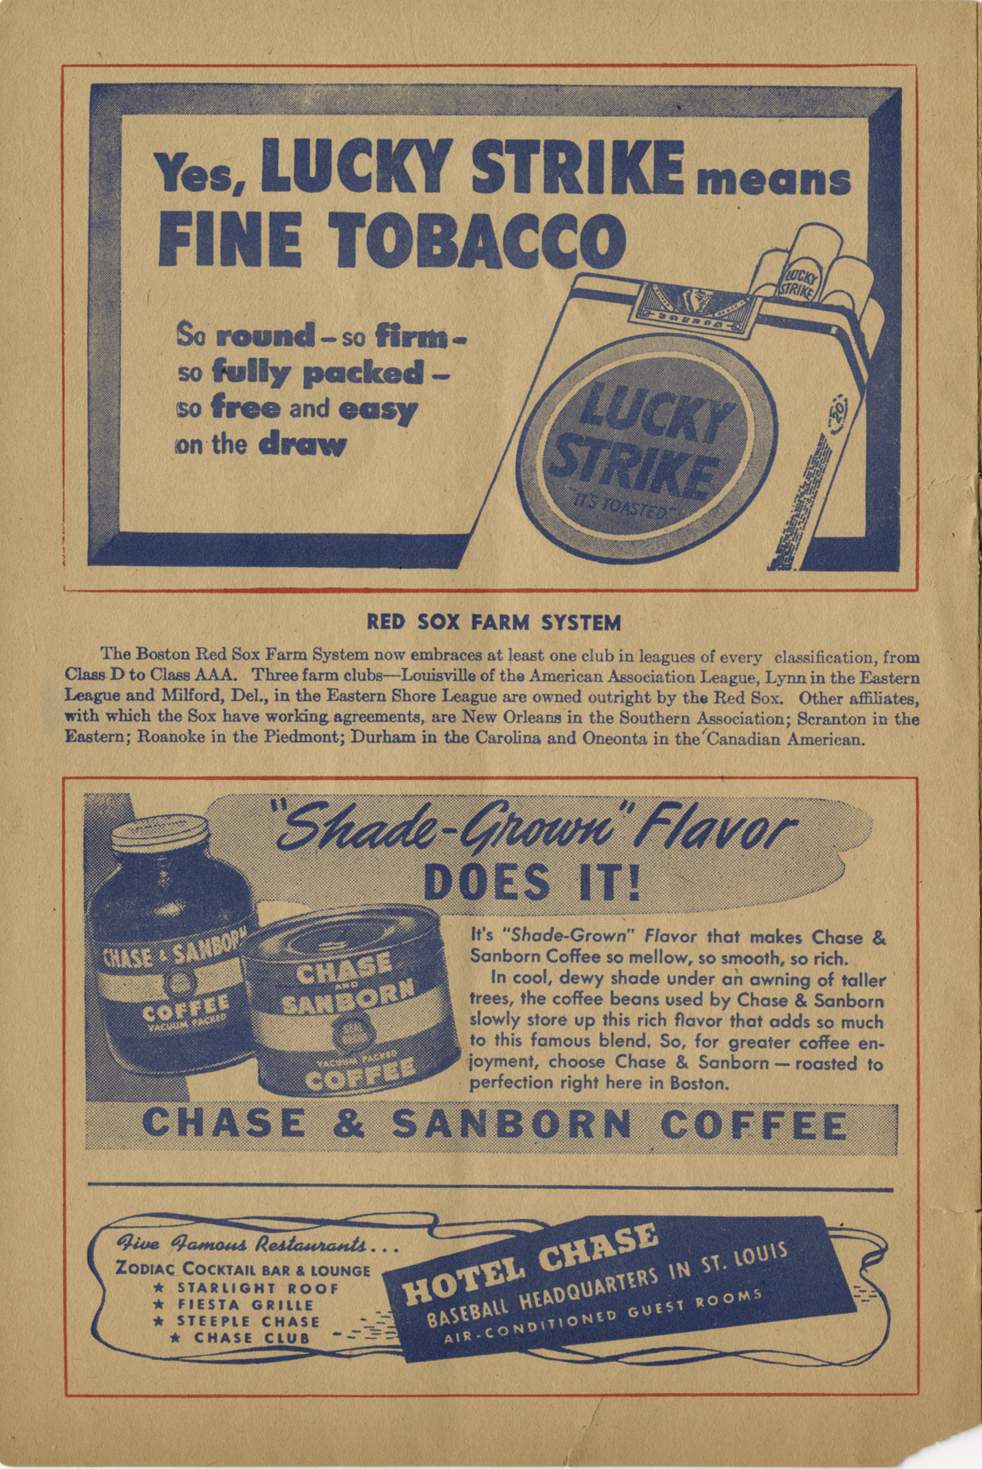 Yes, LUCKY STRIKE means
FINE TOBACCO
So round – so firm –
so fully packed –
so free and easy
on the draw
LUCKY
STRIKE
LUCKY
STRIKE
"IT'S TOASTED"
20
RED SOX FARM SYSTEM
The Boston Red Sox Farm System now embraces at least one club in leagues of every classification, from
Class D to Class AAA. Three farm clubs—Louisville of the American Association League, Lynn in the Eastern
League and Milford, Del., in the Eastern Shore League are owned outright by the Red Sox. Other affiliates,
with which the Sox have working agreements, are New Orleans in the Southern Association; Scranton in the
Eastern; Roanoke in the Piedmont; Durham in the Carolina and Oneonta in the Canadian American.
"Shade-Grown" Flavor
DOES IT!
CHASE & SANBORN
COFFEE
VACUUM PACKED
CHASE
AND
SANBORN
VACUUM PACKED
COFFEE
It's "Shade-Grown" Flavor that makes Chase &
Sanborn Coffee so mellow, so smooth, so rich.
In cool, dewy shade under an awning of taller
trees, the coffee beans used by Chase & Sanborn
slowly store up this rich flavor that adds so much
to this famous blend. So, for greater coffee en-
joyment, choose Chase & Sanborn — roasted to
perfection right here in Boston.
CHASE & SANBORN COFFEE
Five Famous Restaurants...
ZODIAC COCKTAIL BAR & LOUNGE
★ STARLIGHT ROOF
★ FIESTA GRILLE
★ STEEPLE CHASE
★ CHASE CLUB
HOTEL CHASE
BASEBALL HEADQUARTERS IN ST. LOUIS
AIR-CONDITIONED GUEST ROOMS